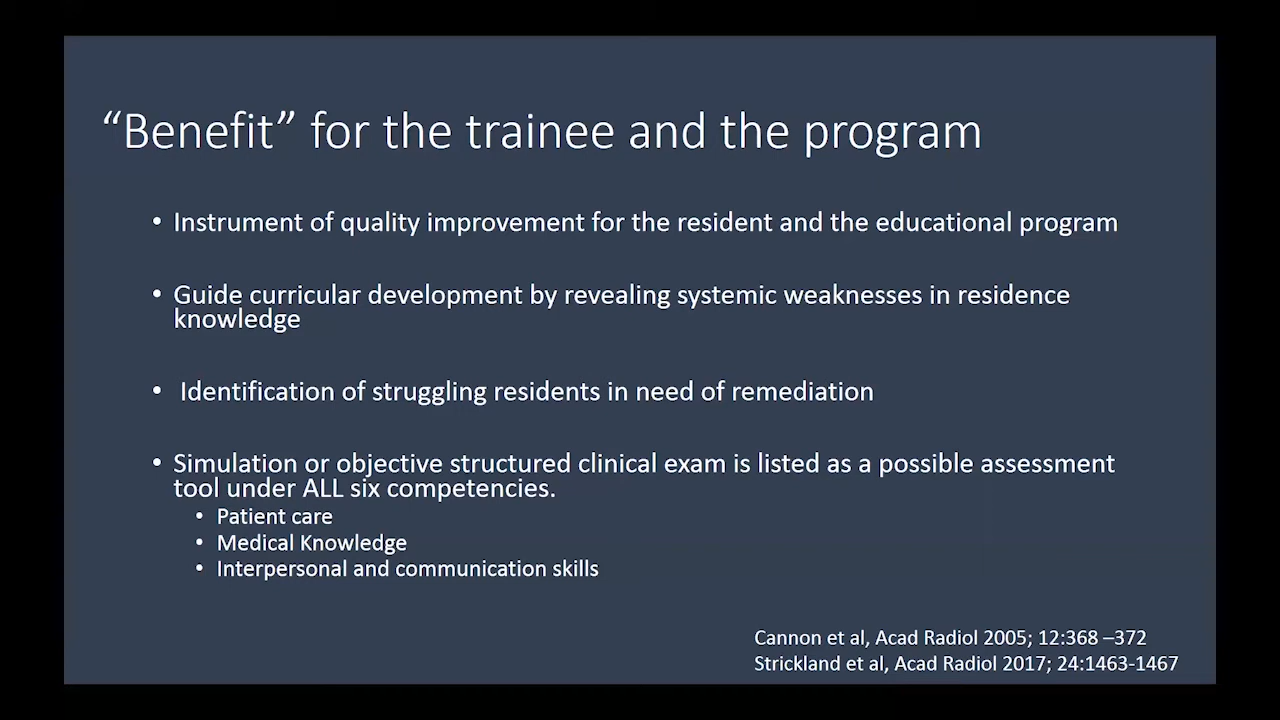 “Benefit” for the trainee and the program
• Instrument of quality improvement for the resident and the educational program
• Guide curricular development by revealing systemic weaknesses in residence
knowledge
• Identification of struggling residents in need of remediation
• Simulation or objective structured clinical exam is listed as a possible assessment
tool under ALL six competencies.
• Patient care
• Medical Knowledge
• Interpersonal and communication skills
Cannon et al, Acad Radiol 2005; 12:368 –372
Strickland et al, Acad Radiol 2017; 24:1463-1467